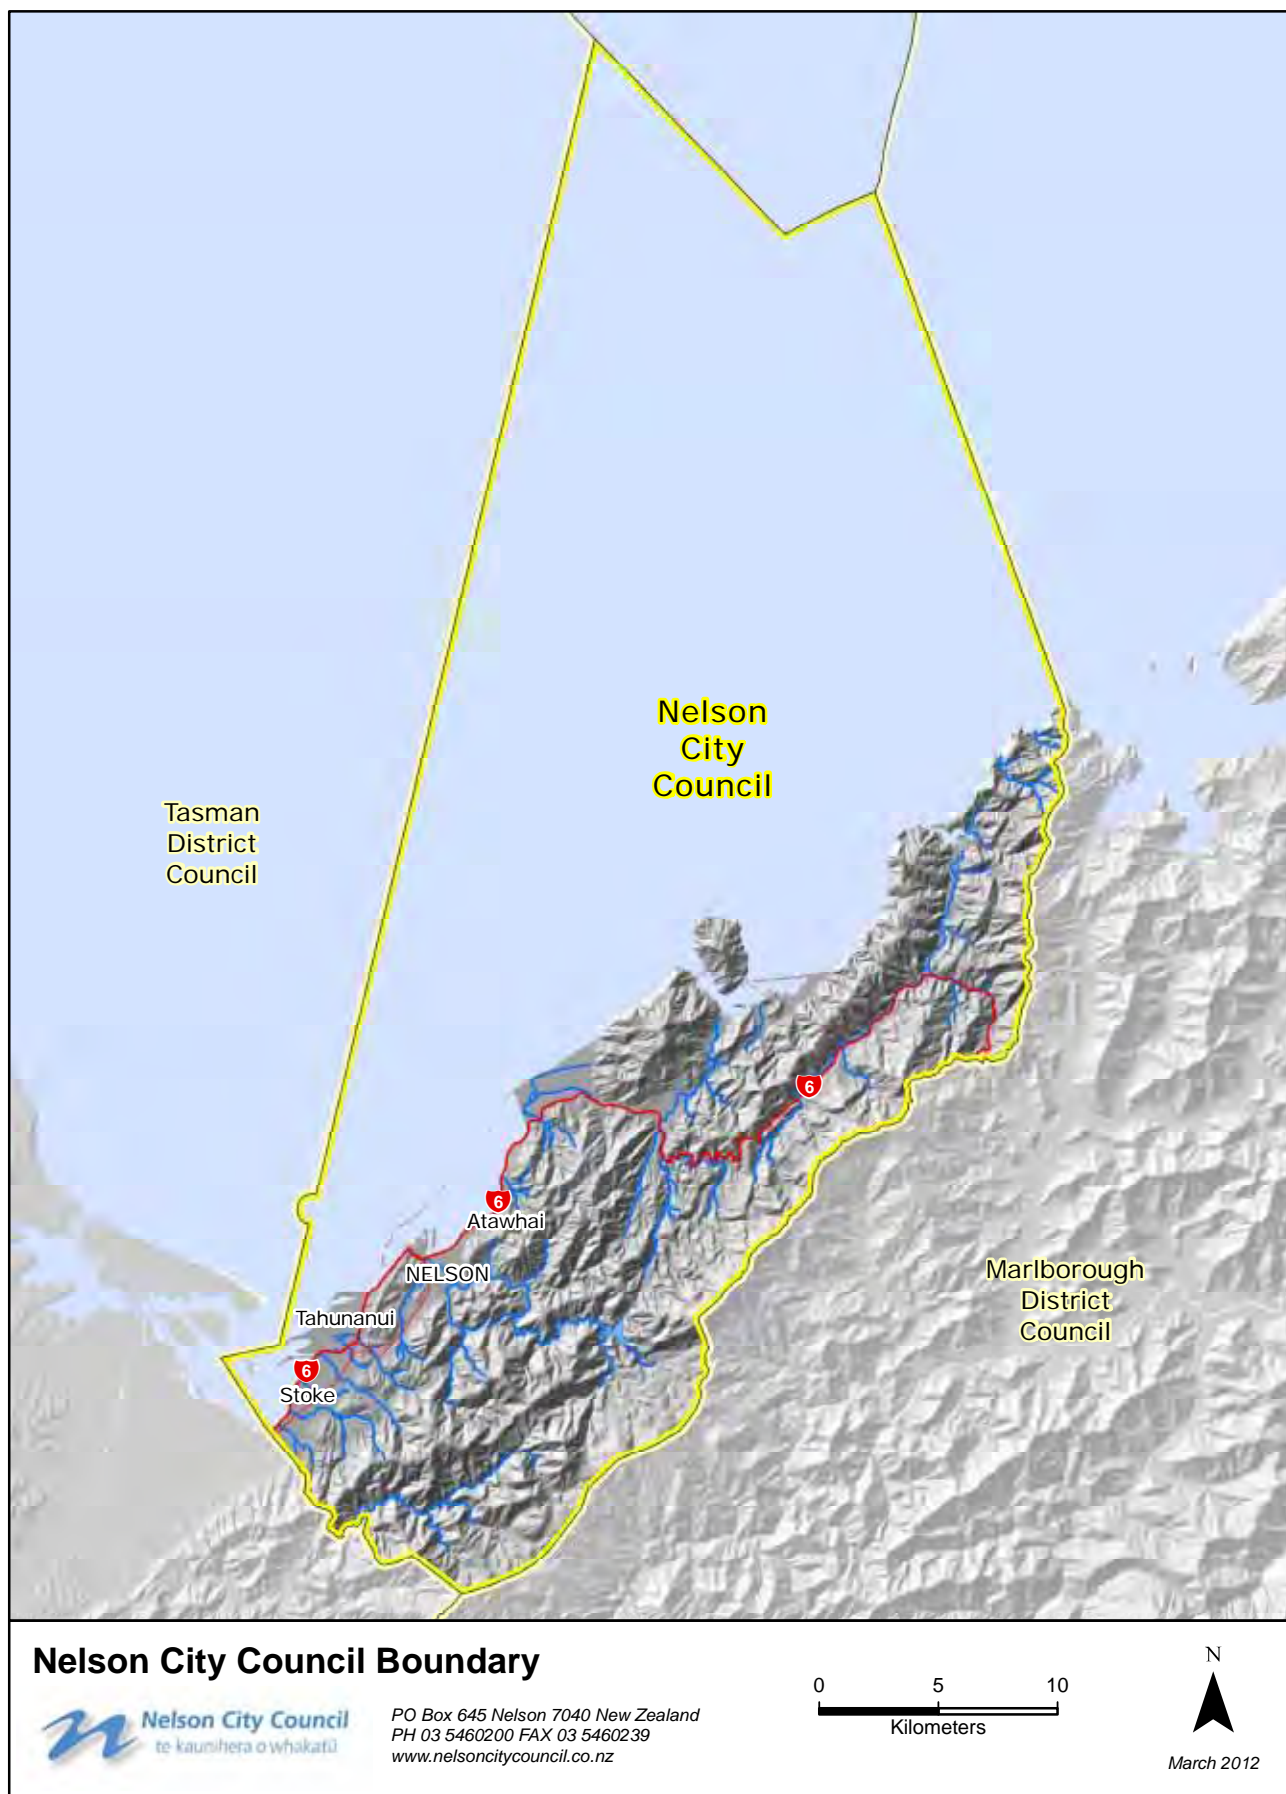 Nelson
City
Council
Tasman
District
Council
6
6
Atawhai
NELSON
Tahunanui
6
Stoke
Marlborough
District
Council
Nelson City Council Boundary
Nelson City Council
te kaunihera o whakatū
PO Box 645 Nelson 7040 New Zealand
PH 03 5460200 FAX 03 5460239
www.nelsoncitycouncil.co.nz
0 5 10
Kilometers
N
March 2012